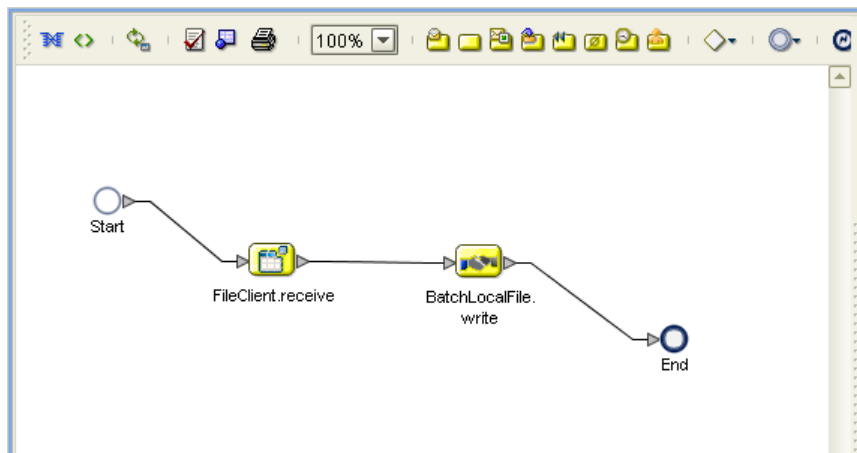 100%
Start
FileClient.receive
BatchLocalFile.
write
End